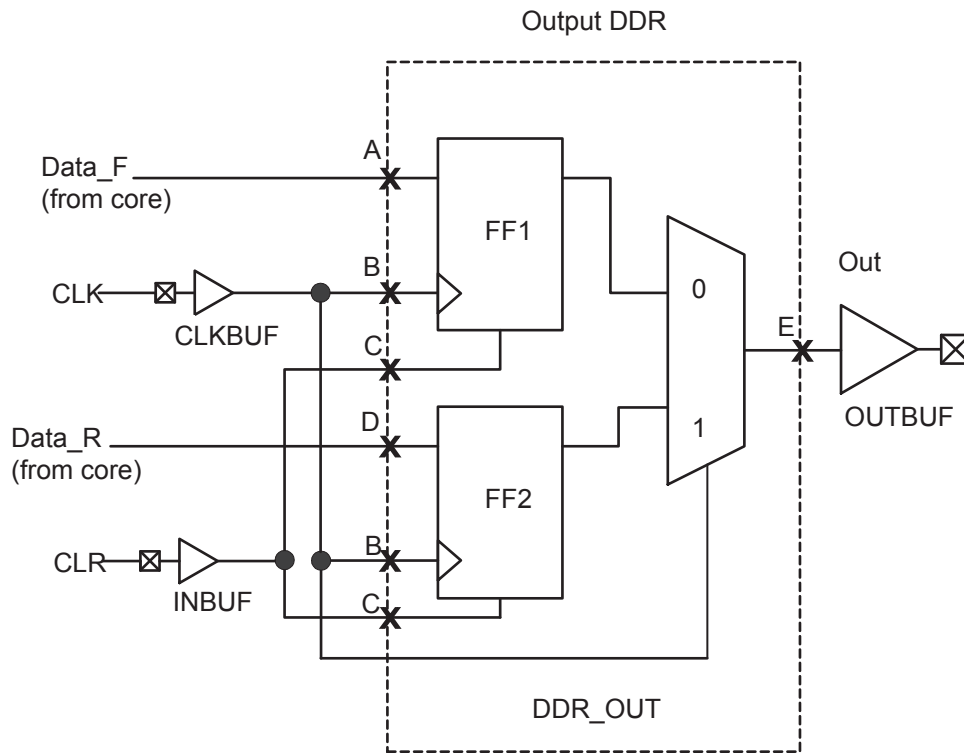 Output DDR
A
Data_F
(from core)
FF1
B
CLK
CLKBUF
0
Out
C
E
D
Data_R
(from core)
1
OUTBUF
FF2
B
CLR
INBUF
C
DDR_OUT